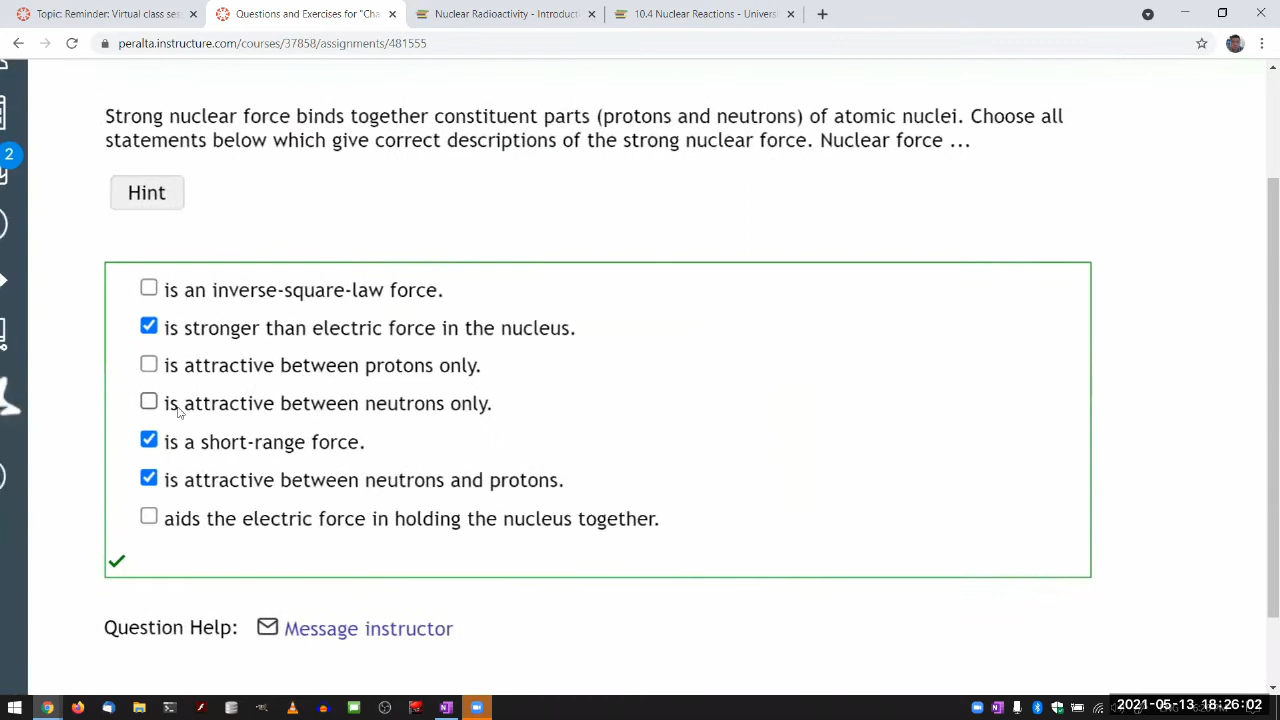 Topic: Reminder: Virtual class ses
Questions and Exercises for "Cha
Nuclear Radioactivity - Introduct
10.4 Nuclear Reactions - Univers
peralta.instructure.com/courses/37858/assignments/481555
2
Strong nuclear force binds together constituent parts (protons and neutrons) of atomic nuclei. Choose all
statements below which give correct descriptions of the strong nuclear force. Nuclear force ...
Hint
is an inverse-square-law force.
is stronger than electric force in the nucleus.
is attractive between protons only.
is attractive between neutrons only.
is a short-range force.
is attractive between neutrons and protons.
aids the electric force in holding the nucleus together.
Question Help:
Message instructor
2021-05-13 18:26:02